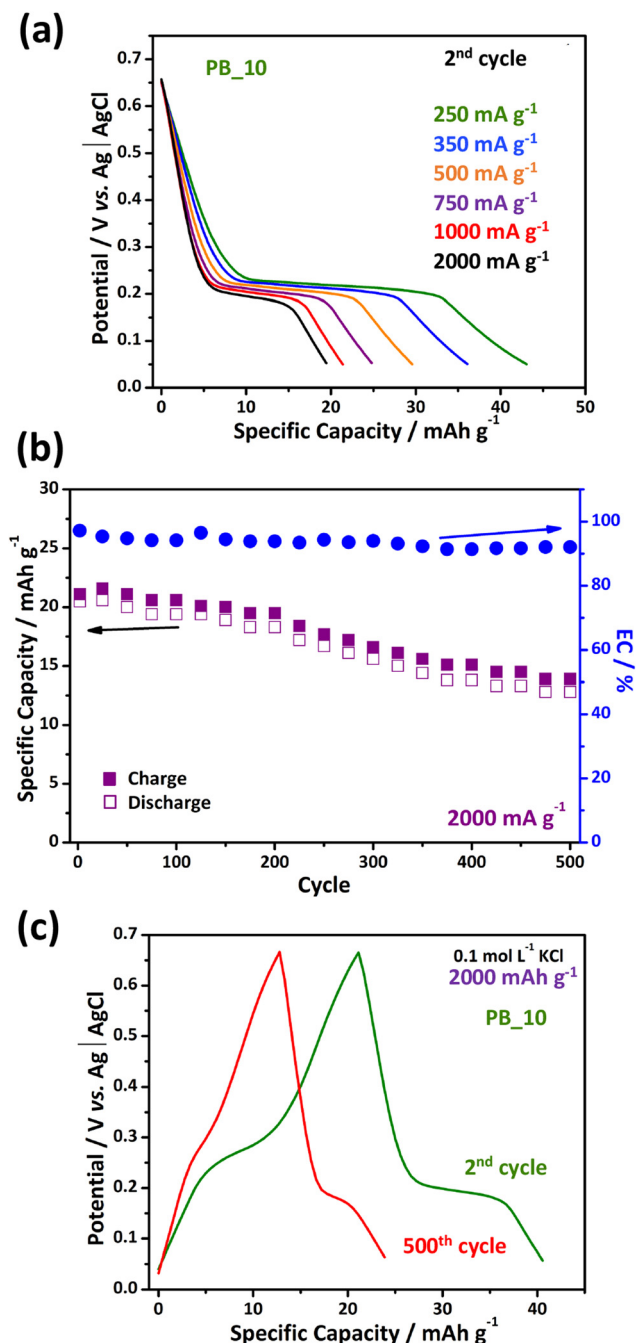 (a)
PB_10
2nd cycle
250 mA g-1
350 mA g-1
500 mA g-1
750 mA g-1
1000 mA g-1
2000 mA g-1
0.7
0.6
0.5
0.4
0.3
0.2
0.1
0.0
Potential / V vs. Ag | AgCl
0 10 20 30 40 50
Specific Capacity / mAh g-1
(b)
30
25
20
15
10
5
0
Specific Capacity / mAh g-1
100
80
60
40
20
0
EC / %
Charge
Discharge
2000 mA g-1
0 100 200 300 400 500
Cycle
(c)
0.7
0.6
0.5
0.4
0.3
0.2
0.1
0.0
Potential / V vs. Ag | AgCl
0.1 mol L-1 KCl
2000 mAh g-1
PB_10
2nd cycle
500th cycle
0 10 20 30 40
Specific Capacity / mAh g-1